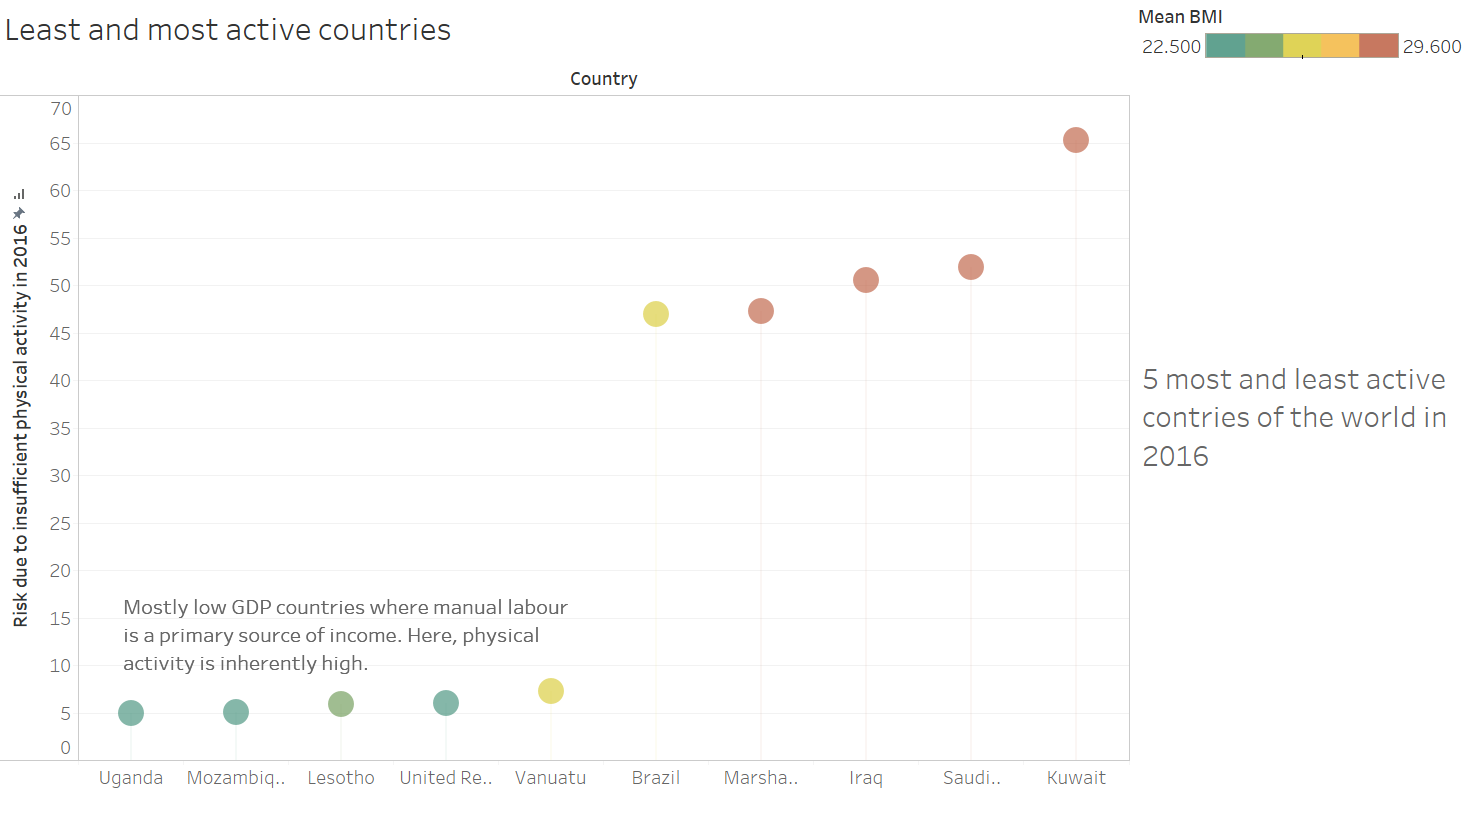 Least and most active countries
Mean BMI
22.500
29.600
Country
Risk due to insufficient physical activity in 2016
70
65
60
55
50
45
40
35
30
25
20
15
10
5
0
Mostly low GDP countries where manual labour
is a primary source of income. Here, physical
activity is inherently high.
5 most and least active
contries of the world in
2016
Uganda
Mozambiq..
Lesotho
United Re..
Vanuatu
Brazil
Marsha..
Iraq
Saudi..
Kuwait